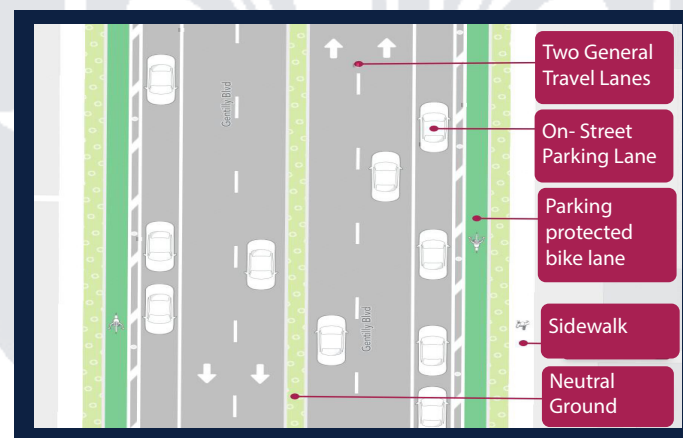 Two General
Travel Lanes
Gentilly Blvd
On- Street
Parking Lane
Parking
protected
bike lane
Gentilly Blvd
Sidewalk
Neutral
Ground